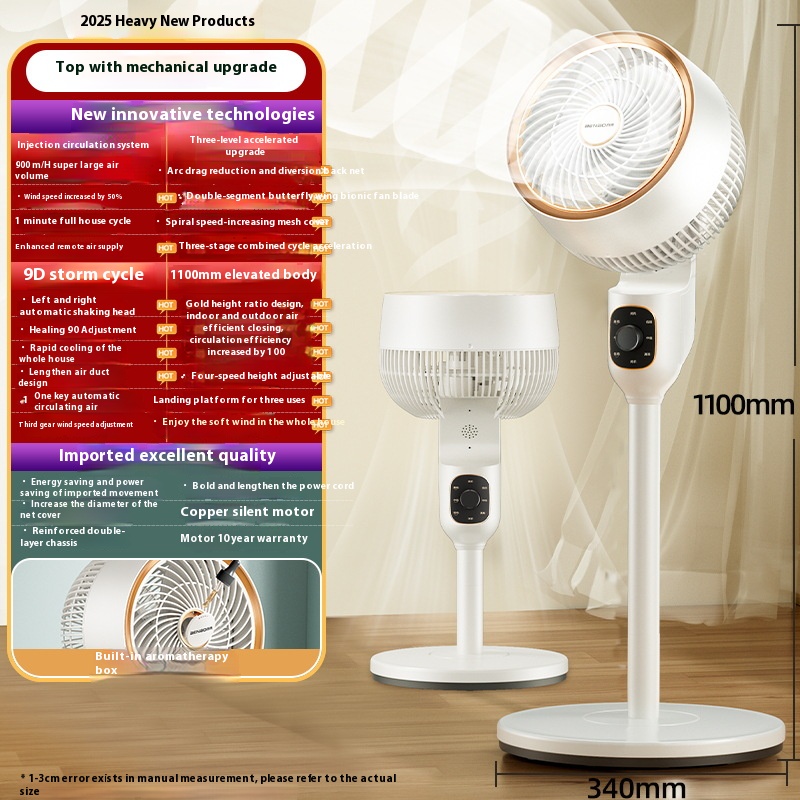 2025 Heavy New Products
Top with mechanical upgrade
New innovative technologies
Injection circulation system
Three-level accelerated
upgrade
900 m/H super large air
volume
· Arc drag reduction and diversion back net
· Wind speed increased by 50%
HOT
Double-segment butterfly wing bionic fan blade
1 minute full house cycle
· Spiral speed-increasing mesh cover
HOT
Enhanced remote air supply
HOT
Three-stage combined cycle acceleration
9D storm cycle
1100mm elevated body
· Left and right
automatic shaking head
HOT
Gold height ratio design,
indoor and outdoor air
efficient closing,
circulation efficiency
increased by 100
HOT
· Healing 90 Adjustment
HOT
HOT
· Rapid cooling of the
whole house
HOT
HOT
· Lengthen air duct
design
HOT
Four-speed height adjustable
One key automatic
circulating air
Landing platform for three uses
HOT
Third gear wind speed adjustment
· Enjoy the soft wind in the whole house
Imported excellent quality
· Energy saving and power
saving of imported movement
· Bold and lengthen the power cord
· Increase the diameter of the
net cover
Copper silent motor
· Reinforced double-
layer chassis
Motor 10year warranty
Built-in aromatherapy
box
1100mm
340mm
* 1-3cm error exists in manual measurement, please refer to the actual
size